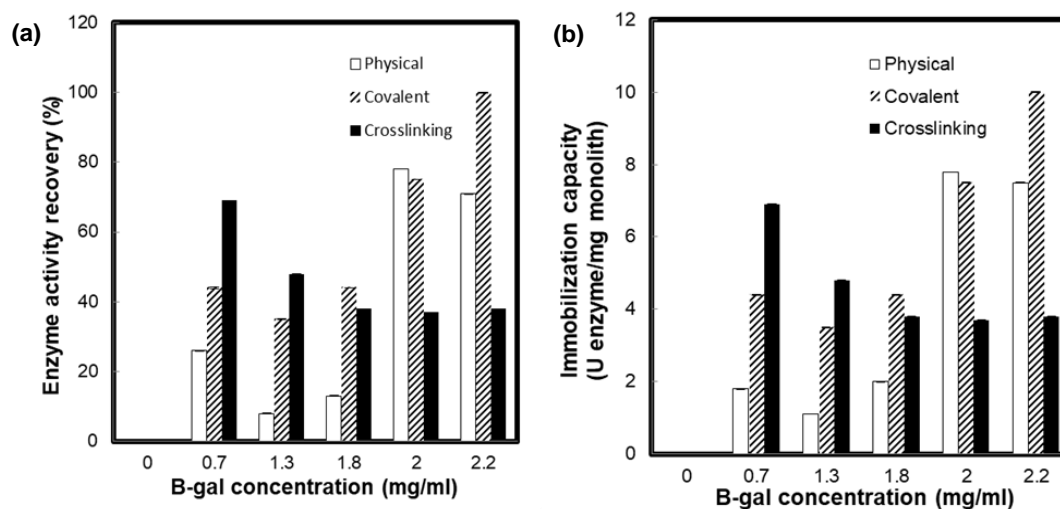 (a)
120
100
80
60
40
20
0
Enzyme activity recovery (%)
Physical
Covalent
Crosslinking
0 0.7 1.3 1.8 2 2.2
B-gal concentration (mg/ml)
(b)
12
10
8
6
4
2
0
Immobilization capacity
(U enzyme/mg monolith)
Physical
Covalent
Crosslinking
0 0.7 1.3 1.8 2 2.2
B-gal concentration (mg/ml)